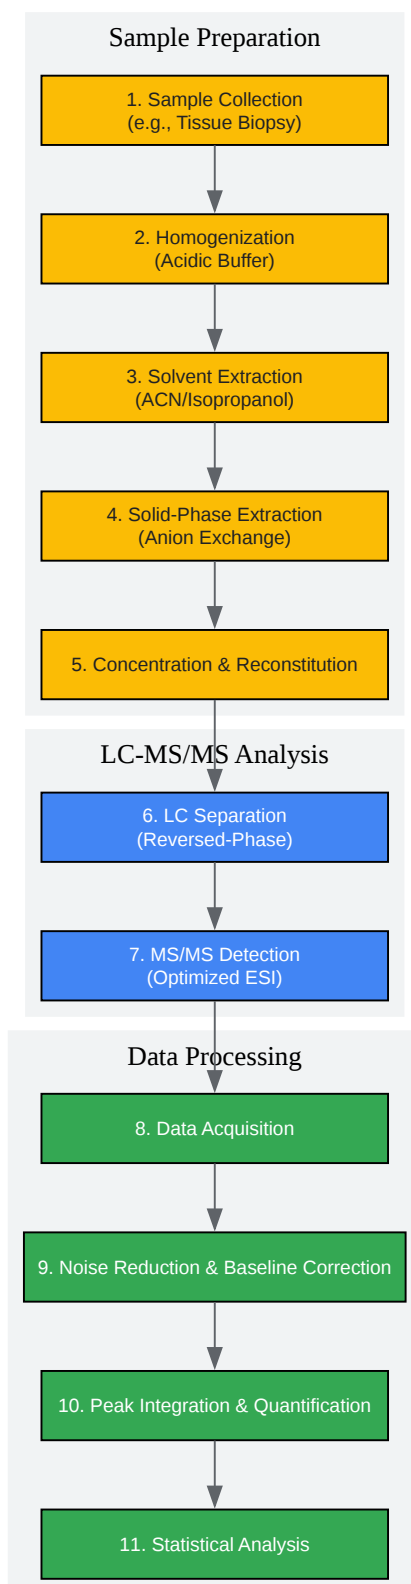 Sample Preparation
1. Sample Collection
(e.g., Tissue Biopsy)
2. Homogenization
(Acidic Buffer)
3. Solvent Extraction
(ACN/Isopropanol)
4. Solid-Phase Extraction
(Anion Exchange)
5. Concentration & Reconstitution
LC-MS/MS Analysis
6. LC Separation
(Reversed-Phase)
7. MS/MS Detection
(Optimized ESI)
Data Processing
8. Data Acquisition
9. Noise Reduction & Baseline Correction
10. Peak Integration & Quantification
11. Statistical Analysis